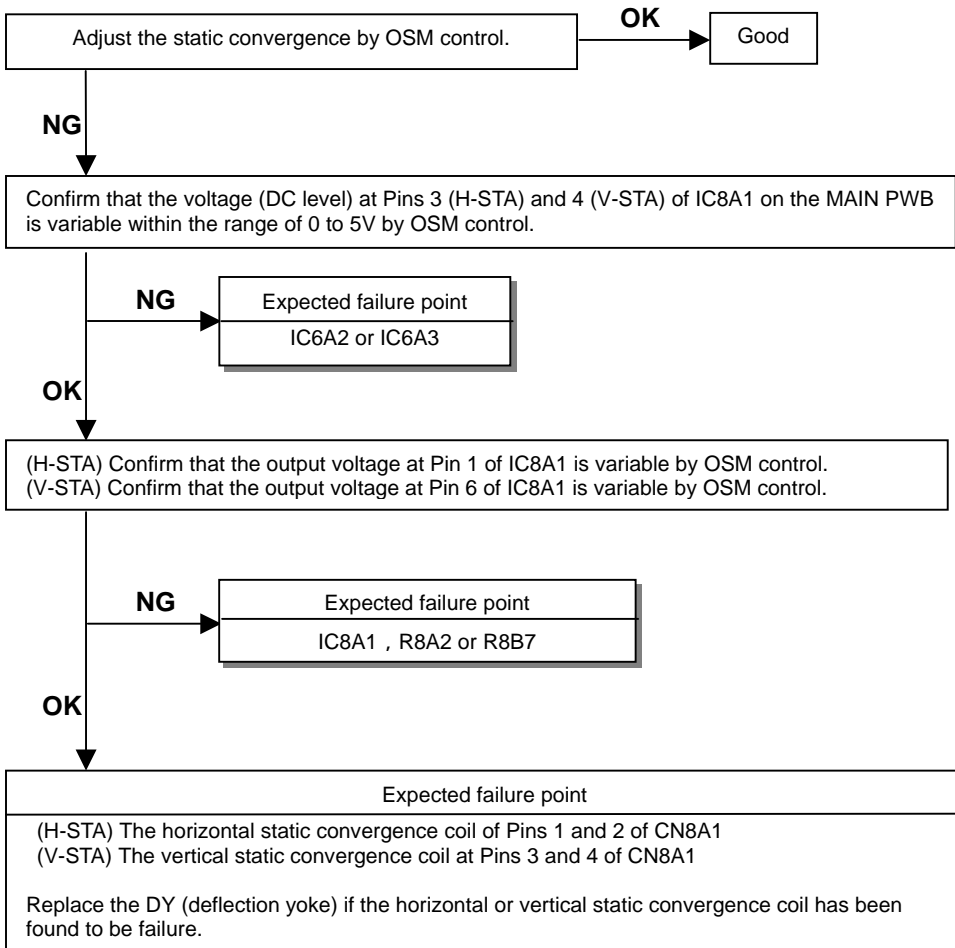 Adjust the static convergence by OSM control.
OK
Good
NG
Confirm that the voltage (DC level) at Pins 3 (H-STA) and 4 (V-STA) of IC8A1 on the MAIN PWB
is variable within the range of 0 to 5V by OSM control.
NG
Expected failure point
IC6A2 or IC6A3
OK
(H-STA) Confirm that the output voltage at Pin 1 of IC8A1 is variable by OSM control.
(V-STA) Confirm that the output voltage at Pin 6 of IC8A1 is variable by OSM control.
NG
Expected failure point
IC8A1 , R8A2 or R8B7
OK
Expected failure point
(H-STA) The horizontal static convergence coil of Pins 1 and 2 of CN8A1
(V-STA) The vertical static convergence coil at Pins 3 and 4 of CN8A1
Replace the DY (deflection yoke) if the horizontal or vertical static convergence coil has been
found to be failure.